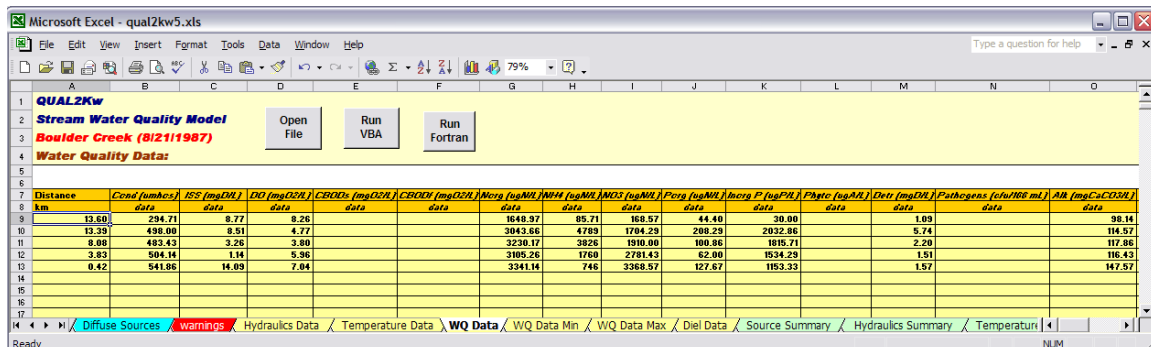 Microsoft Excel - qual2kw5.xls
File Edit View Insert Format Tools Data Window Help Type a question for help
79%
A B C D E F G H I J K L M N O
1 QUAL2Kw
2 Stream Water Quality Model Open File Run VBA Run Fortran
3 Boulder Creek (8/21/1987)
4 Water Quality Data:
5
6
7 Distance Cond (umhos) ISS (mgD/L) DO (mgO2/L) CBODs (mgO2/L) CBODf (mgO2/L) Norg (ugN/L) NH4 (ugN/L) NO3 (ugN/L) Porg (ugN/L) Inorg P (ugP/L) Phyto (ugA/L) Detr (mgD/L) Pathogens (cfu/100 mL) Alk (mgCaCO3/L)
8 km data data data data data data data data data data data data data data
9 13.60 294.71 8.77 8.26 1648.97 85.71 168.57 44.40 30.00 1.09 98.14
10 13.39 498.00 8.51 4.77 3043.66 4789 1704.29 208.29 2032.86 5.74 114.57
11 8.08 483.43 3.26 3.80 3230.17 3826 1910.00 100.86 1815.71 2.20 117.86
12 3.83 504.14 1.14 5.96 3105.26 1760 2781.43 62.00 1534.29 1.51 116.43
13 0.42 541.86 14.09 7.04 3341.14 746 3368.57 127.67 1153.33 1.57 147.57
14
15
16
17
Diffuse Sources warnings Hydraulics Data Temperature Data WQ Data WQ Data Min WQ Data Max Diel Data Source Summary Hydraulics Summary Temperature
Ready NUM